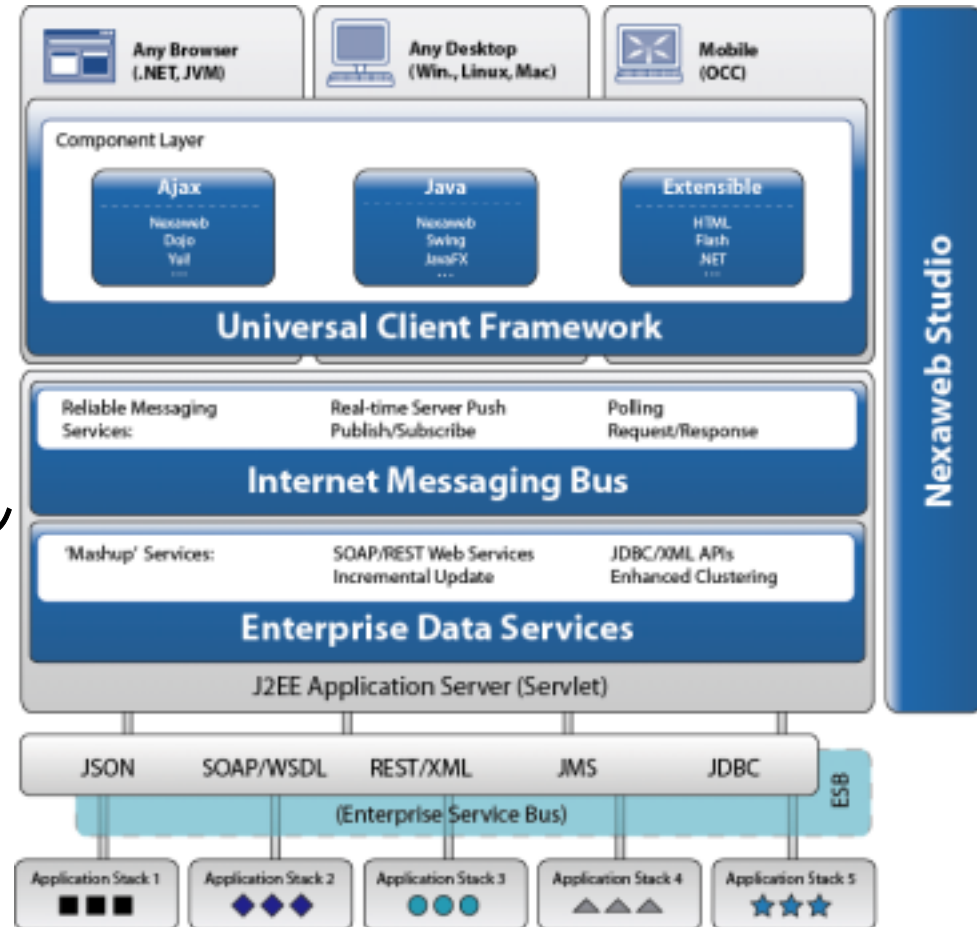 Any Browser
(.NET, JVM)
Any Desktop
(Win., Linux, Mac)
Mobile
(OCC)
Component Layer
Ajax
Nexaweb
Dojo
Yui!
...
Java
Nexaweb
Swing
JavaFX
...
Extensible
HTML
Flash
.NET
...
Universal Client Framework
Reliable Messaging
Services:
Real-time Server Push
Publish/Subscribe
Polling
Request/Response
Internet Messaging Bus
'Mashup' Services:
SOAP/REST Web Services
Incremental Update
JDBC/XML APIs
Enhanced Clustering
Enterprise Data Services
J2EE Application Server (Servlet)
Nexaweb Studio
JSON
SOAP/WSDL
REST/XML
JMS
JDBC
ESB
(Enterprise Service Bus)
Application Stack 1
Application Stack 2
Application Stack 3
Application Stack 4
Application Stack 5